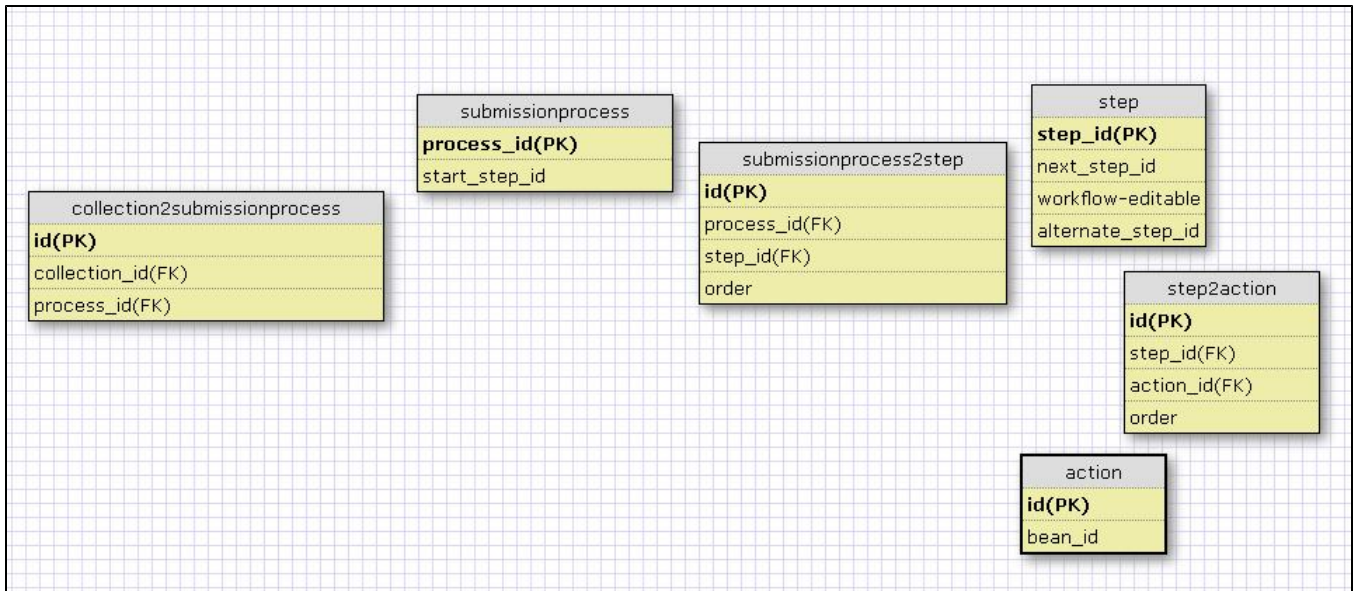 submissionprocess
process_id(PK)
start_step_id
step
step_id(PK)
next_step_id
workflow-editable
alternate_step_id
submissionprocess2step
id(PK)
process_id(FK)
step_id(FK)
order
collection2submissionprocess
id(PK)
collection_id(FK)
process_id(FK)
step2action
id(PK)
step_id(FK)
action_id(FK)
order
action
id(PK)
bean_id